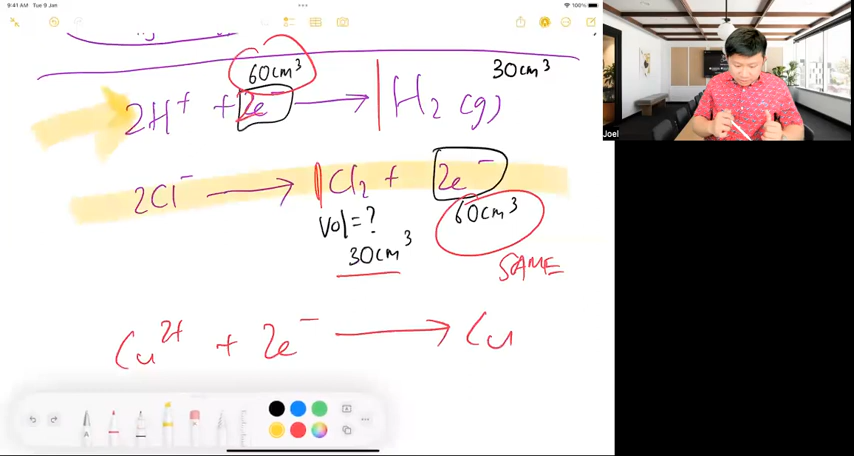 9:41 AM Tue 9 Jan
100%
60cm³
30cm³
2H⁺ + 2e⁻ → H₂ (g)
2Cl⁻ → Cl₂ + 2e⁻
Vol = ?
60cm³
30cm³
SAME
Cu²⁺ + 2e⁻ → Cu
Joel